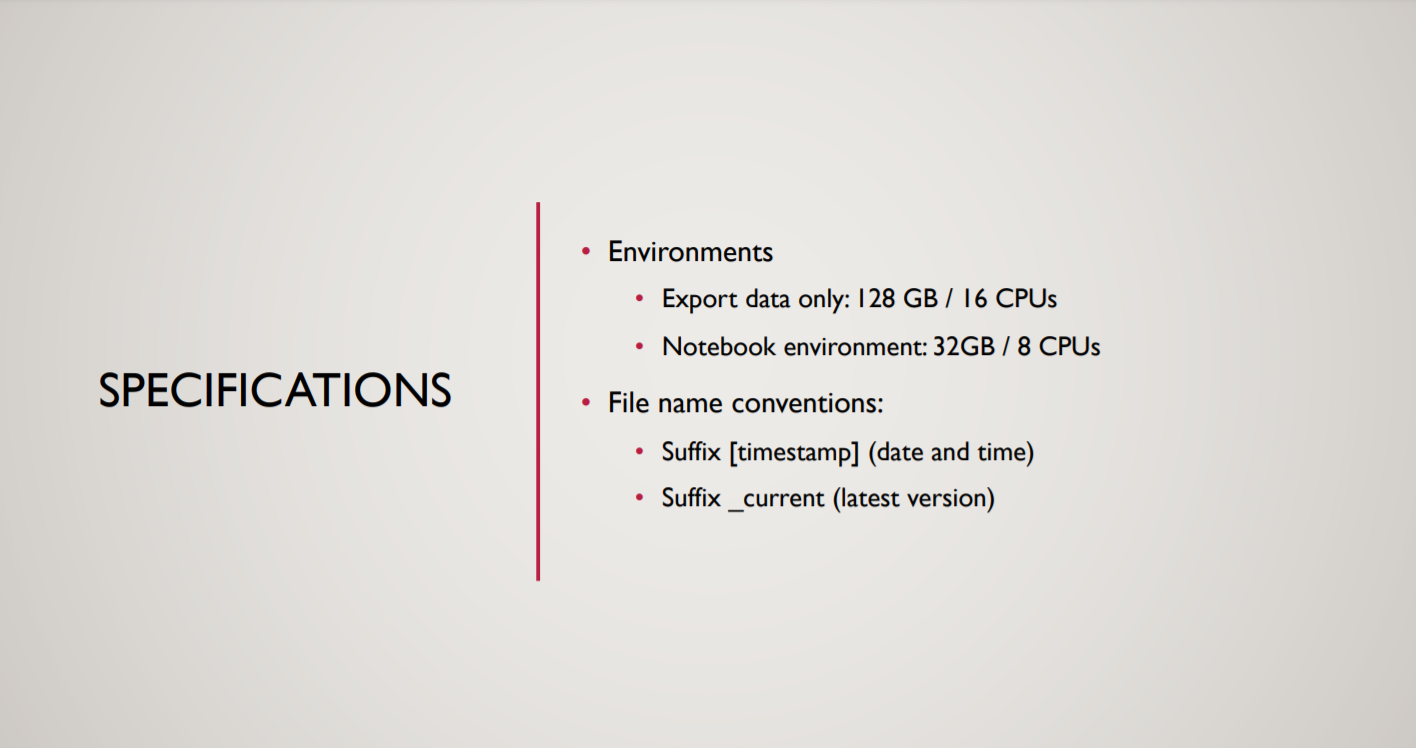 SPECIFICATIONS
• Environments
• Export data only: 128 GB / 16 CPUs
• Notebook environment: 32GB / 8 CPUs
• File name conventions:
• Suffix [timestamp] (date and time)
• Suffix _current (latest version)